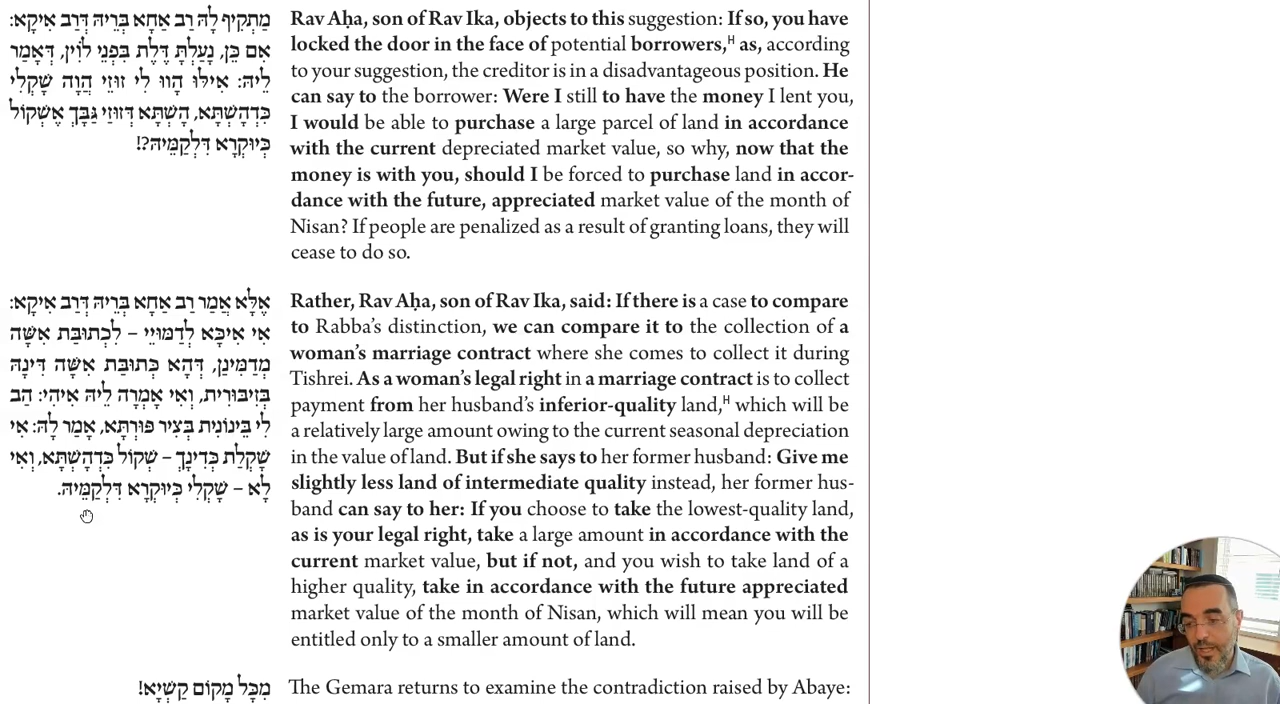 מַתְקִיף לָהּ רַב אַחָא בְּרֵיהּ דְּרַב אִיקָא:
אִם כֵּן, נָעַלְתָּ דֶּלֶת בִּפְנֵי לוֹוִין, דְּאָמַר
לֵיהּ: אִילּוּ הֲווֹ לִי זוּזֵי הֲוָה שָׁקְלִי
כִּדְהָשְׁתָּא, הָשְׁתָּא דְּזוּזַי גַּבָּךְ אֶשְׁקוֹל
כְּיוּקְרָא דִּלְקַמֵּיהּ?!
Rav Aḥa, son of Rav Ika, objects to this suggestion: If so, you have
locked the door in the face of potential borrowers,ᴴ as, according
to your suggestion, the creditor is in a disadvantageous position. He
can say to the borrower: Were I still to have the money I lent you,
I would be able to purchase a large parcel of land in accordance
with the current depreciated market value, so why, now that the
money is with you, should I be forced to purchase land in accor-
dance with the future, appreciated market value of the month of
Nisan? If people are penalized as a result of granting loans, they will
cease to do so.
אֶלָּא אֲמַר רַב אַחָא בְּרֵיהּ דְּרַב אִיקָא:
אִי אִיכָּא לְדַמּוּיֵי – לִכְתוּבַּת אִשָּׁה
מְדַמִּינַן, דְּהָא כְּתוּבַּת אִשָּׁה דִּינָהּ
בְּזִיבּוּרִית, וְאִי אָמְרָה לֵיהּ אִיהִי: הַב
לִי בֵּינוֹנִית בְּצִיר פּוּרְתָּא, אָמַר לָהּ: אִי
שָׁקְלַתְּ כְּדִינָךְ – שְׁקוֹל כִּדְהָשְׁתָּא, וְאִי
לָא – שָׁקְלִי כְּיוּקְרָא דִּלְקַמֵּיהּ.
Rather, Rav Aḥa, son of Rav Ika, said: If there is a case to compare
to Rabba's distinction, we can compare it to the collection of a
woman's marriage contract where she comes to collect it during
Tishrei. As a woman's legal right in a marriage contract is to collect
payment from her husband's inferior-quality land,ᴴ which will be
a relatively large amount owing to the current seasonal depreciation
in the value of land. But if she says to her former husband: Give me
slightly less land of intermediate quality instead, her former hus-
band can say to her: If you choose to take the lowest-quality land,
as is your legal right, take a large amount in accordance with the
current market value, but if not, and you wish to take land of a
higher quality, take in accordance with the future appreciated
market value of the month of Nisan, which will mean you will be
entitled only to a smaller amount of land.
מִכׇּל מָקוֹם קַשְׁיָא!
The Gemara returns to examine the contradiction raised by Abaye: